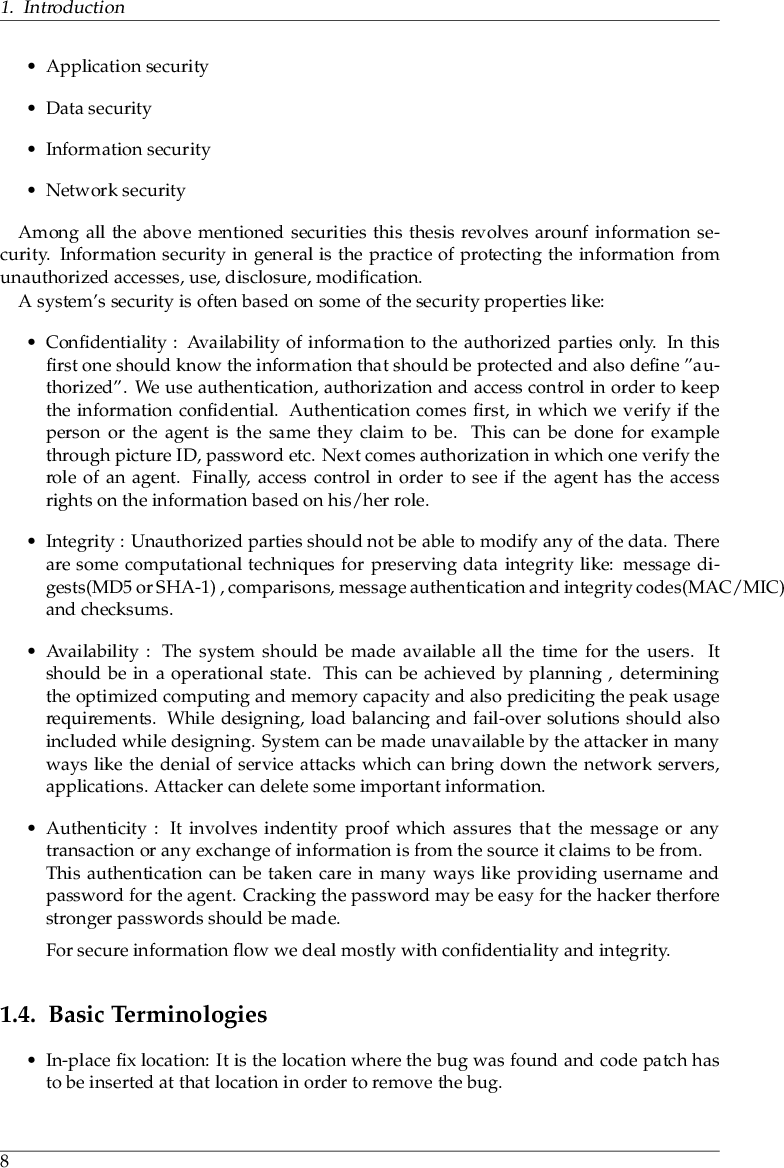 1. Introduction
• Application security
• Data security
• Information security
• Network security
Among all the above mentioned securities this thesis revolves arounf information se-
curity. Information security in general is the practice of protecting the information from
unauthorized accesses, use, disclosure, modification.
A system's security is often based on some of the security properties like:
• Confidentiality : Availability of information to the authorized parties only. In this
first one should know the information that should be protected and also define ”au-
thorized”. We use authentication, authorization and access control in order to keep
the information confidential. Authentication comes first, in which we verify if the
person or the agent is the same they claim to be. This can be done for example
through picture ID, password etc. Next comes authorization in which one verify the
role of an agent. Finally, access control in order to see if the agent has the access
rights on the information based on his/her role.
• Integrity : Unauthorized parties should not be able to modify any of the data. There
are some computational techniques for preserving data integrity like: message di-
gests(MD5 or SHA-1) , comparisons, message authentication and integrity codes(MAC/MIC)
and checksums.
• Availability : The system should be made available all the time for the users. It
should be in a operational state. This can be achieved by planning , determining
the optimized computing and memory capacity and also prediciting the peak usage
requirements. While designing, load balancing and fail-over solutions should also
included while designing. System can be made unavailable by the attacker in many
ways like the denial of service attacks which can bring down the network servers,
applications. Attacker can delete some important information.
• Authenticity : It involves indentity proof which assures that the message or any
transaction or any exchange of information is from the source it claims to be from.
This authentication can be taken care in many ways like providing username and
password for the agent. Cracking the password may be easy for the hacker therfore
stronger passwords should be made.
For secure information flow we deal mostly with confidentiality and integrity.
1.4. Basic Terminologies
• In-place fix location: It is the location where the bug was found and code patch has
to be inserted at that location in order to remove the bug.
8